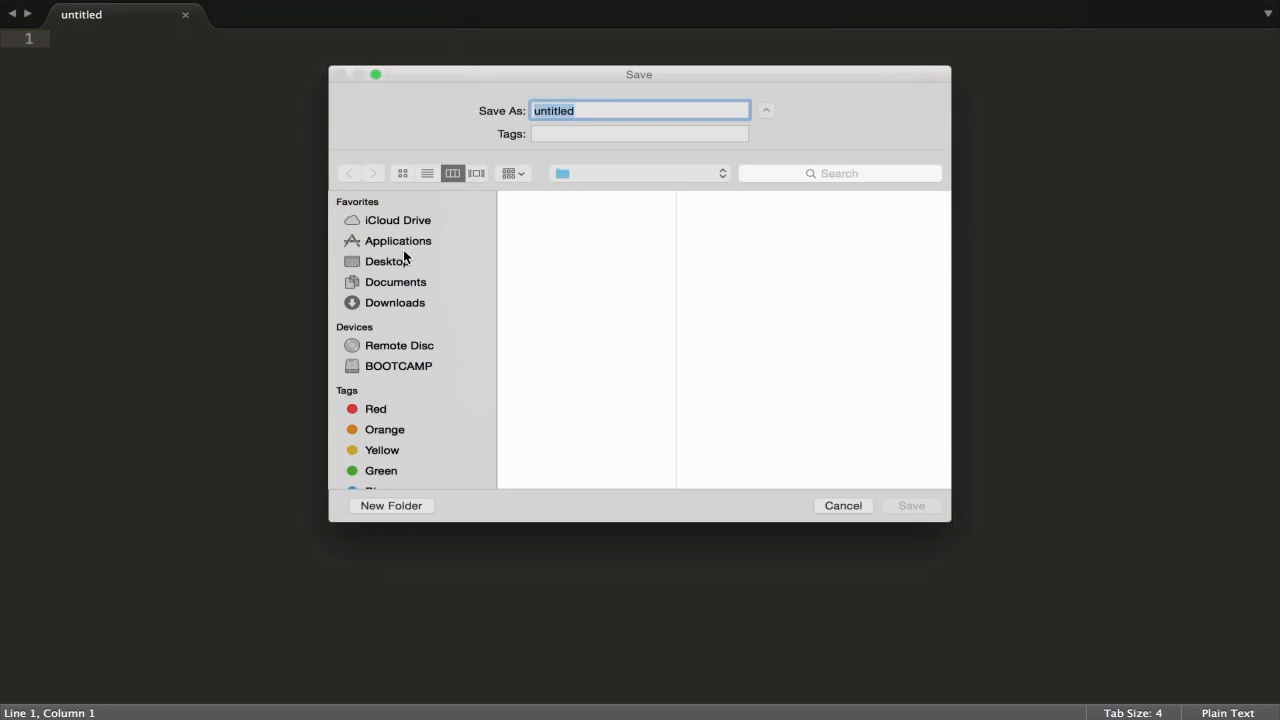 untitled
1
Save
Save As: untitled
Tags:
Search
Favorites
iCloud Drive
Applications
Desktop
Documents
Downloads
Devices
Remote Disc
BOOTCAMP
Tags
Red
Orange
Yellow
Green
New Folder
Cancel
Save
Line 1, Column 1
Tab Size: 4
Plain Text